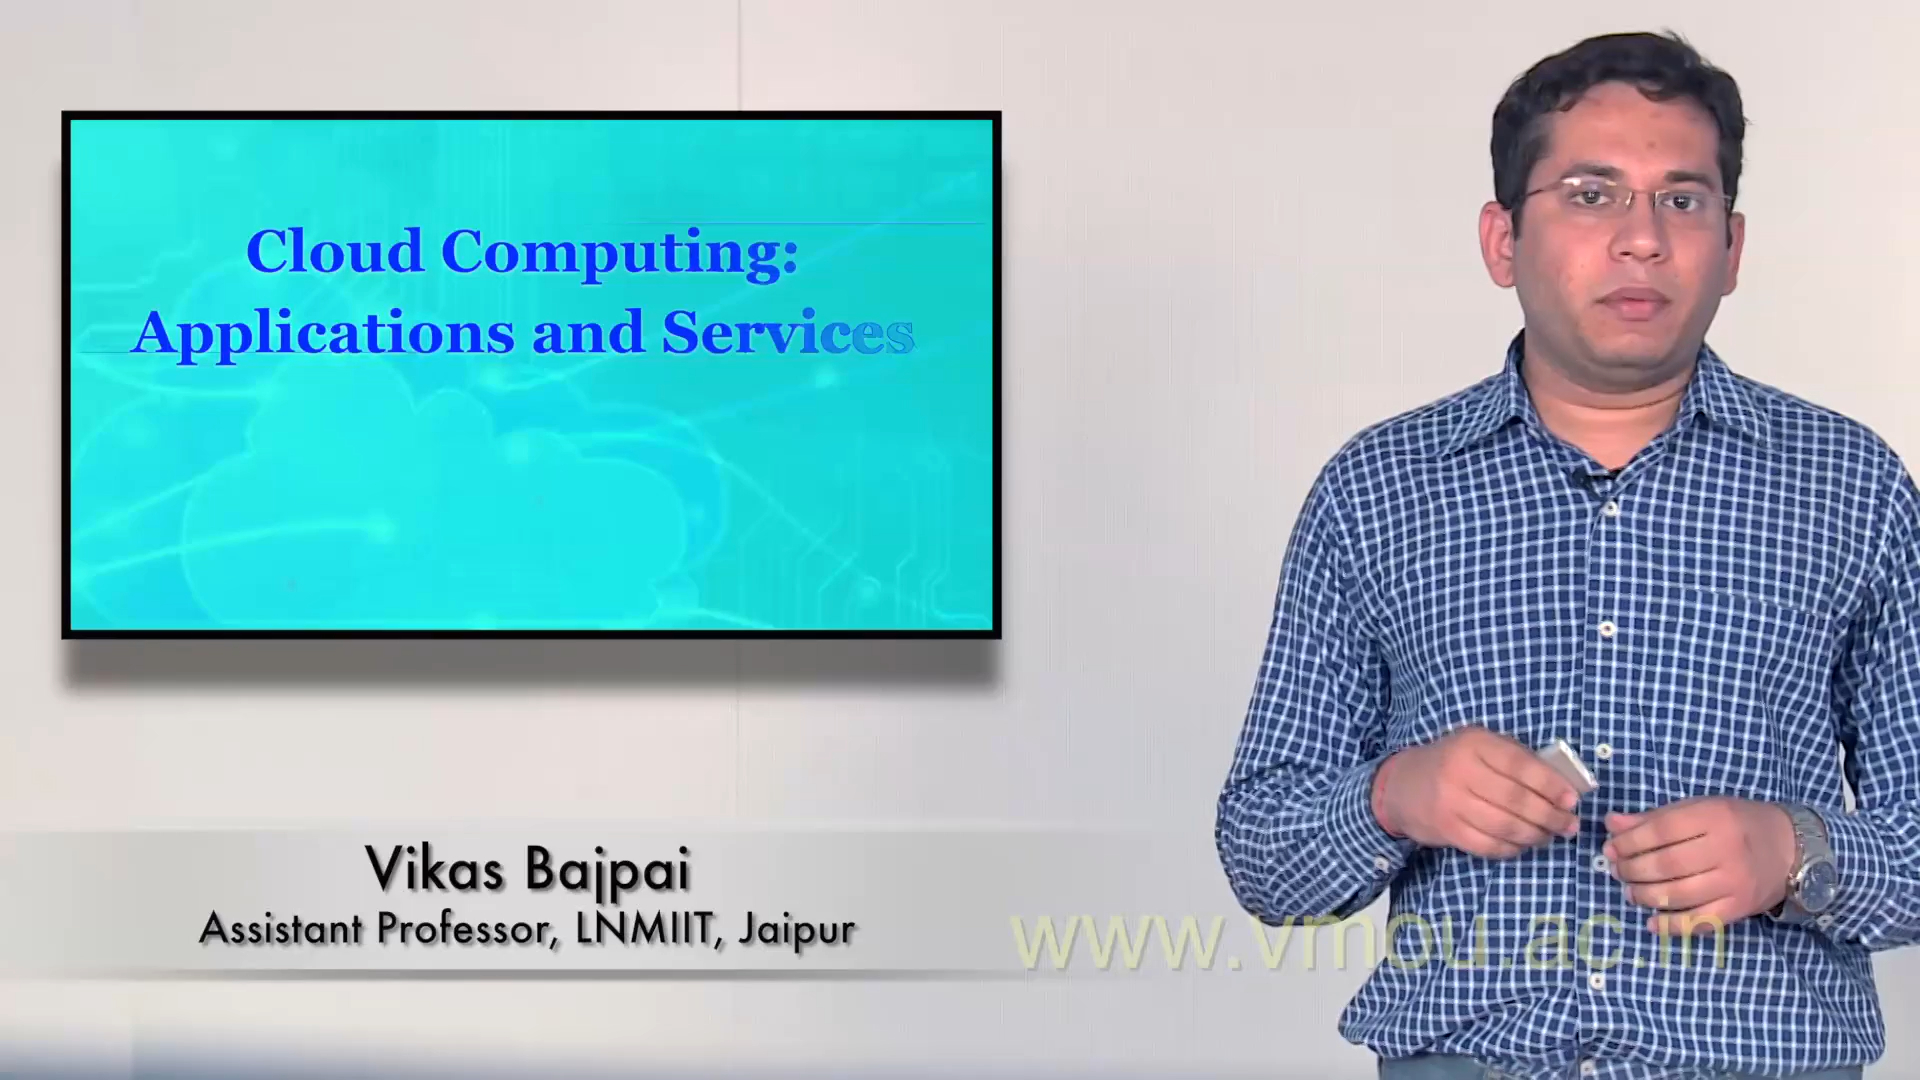 Cloud Computing:
Applications and Services
Vikas Bajpai
Assistant Professor, LNMIIT, Jaipur
www.vmou.ac.in